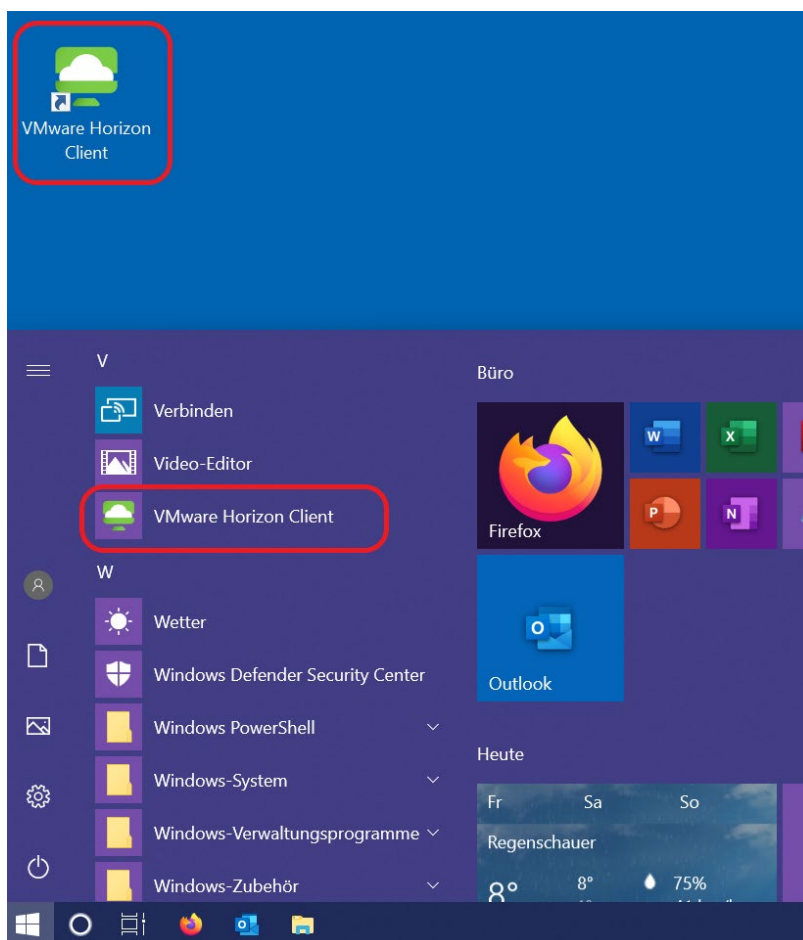 VMware Horizon
Client
V
Verbinden
Video-Editor
VMware Horizon Client
W
Wetter
Windows Defender Security Center
Windows PowerShell
Windows-System
Windows-Verwaltungsprogramme
Windows-Zubehör
Büro
W
X
Firefox
P
N
O
Outlook
Heute
Fr Sa So
Regenschauer
8° 8° 75%